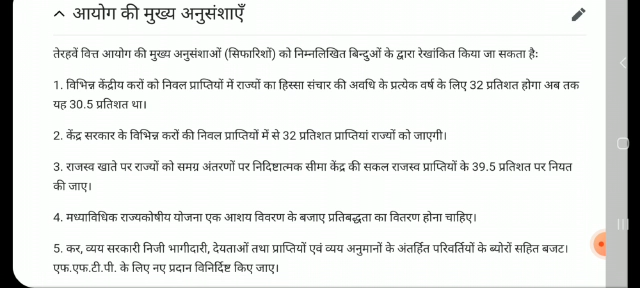 आयोग की मुख्य अनुसंशाएँ
तेरहवें वित्त आयोग की मुख्य अनुसंशाओं (सिफारिशों) को निम्नलिखित बिन्दुओं के द्वारा रेखांकित किया जा सकता है:
1. विभिन्न केंद्रीय करों को निवल प्राप्तियों में राज्यों का हिस्सा संचार की अवधि के प्रत्येक वर्ष के लिए 32 प्रतिशत होगा अब तक
यह 30.5 प्रतिशत था।
2. केंद्र सरकार के विभिन्न करों की निवल प्राप्तियों में से 32 प्रतिशत प्राप्तियां राज्यों को जाएगी।
3. राजस्व खाते पर राज्यों को समग्र अंतरणों पर निदिष्टात्मक सीमा केंद्र की सकल राजस्व प्राप्तियों के 39.5 प्रतिशत पर नियत
की जाए।
4. मध्याविधिक राज्यकोषीय योजना एक आशय विवरण के बजाए प्रतिबद्धता का वितरण होना चाहिए।
5. कर, व्यय सरकारी निजी भागीदारी, देयताओं तथा प्राप्तियों एवं व्यय अनुमानों के अंतर्हित परिवर्तियों के ब्योरों सहित बजट।
एफ.एफ.टी.पी. के लिए नए प्रदान विनिर्दिष्ट किए जाए।